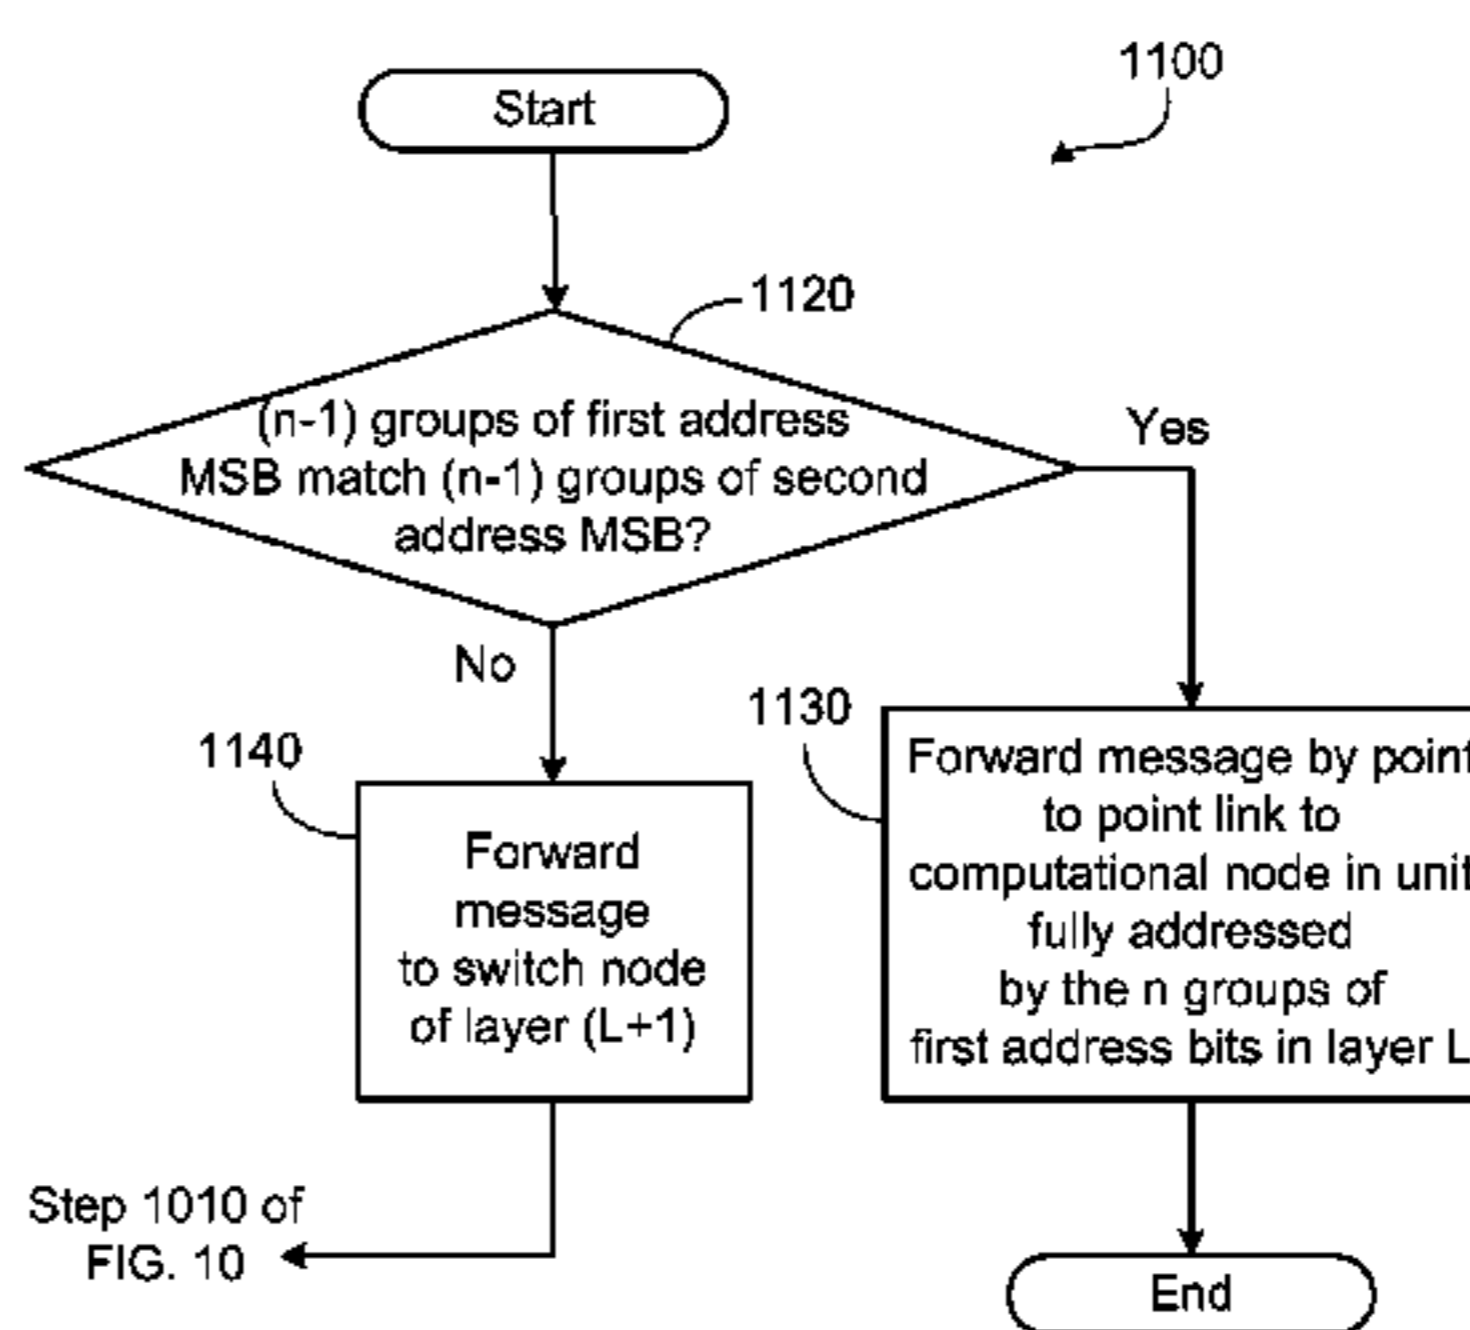 1100
Start
1120
(n-1) groups of first address
MSB match (n-1) groups of second
address MSB?
Yes
No
1130
1140
Forward message by point
to point link to
computational node in unit
fully addressed
by the n groups of
first address bits in layer L
Forward
message
to switch node
of layer (L+1)
Step 1010 of
FIG. 10
End